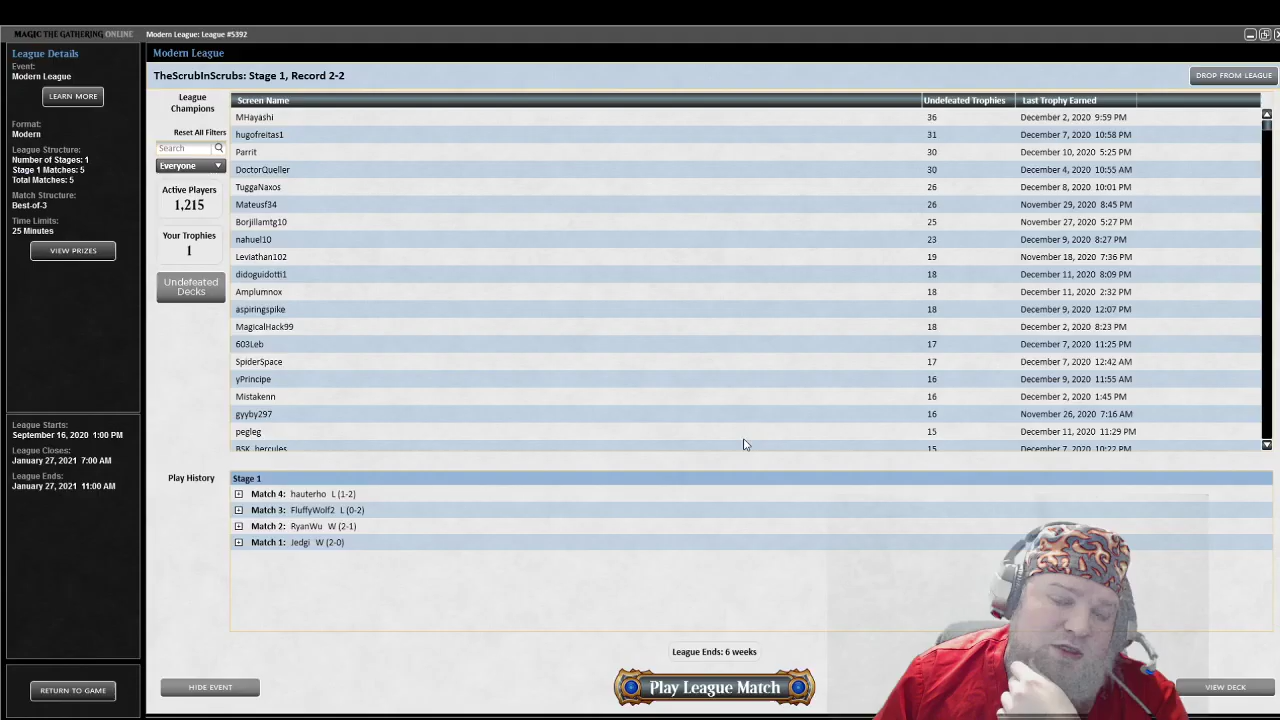 MAGIC THE GATHERING ONLINE
Modern League: League #5392
League Details
Event:
Modern League
LEARN MORE
Format:
Modern
League Structure:
Number of Stages: 1
Stage 1 Matches: 5
Total Matches: 5
Match Structure:
Best-of-3
Time Limits:
25 Minutes
VIEW PRIZES
League Starts:
September 16, 2020 1:00 PM
League Closes:
January 27, 2021 7:00 AM
League Ends:
January 27, 2021 11:00 AM
RETURN TO GAME
Modern League
TheScrubInScrubs: Stage 1, Record 2-2
DROP FROM LEAGUE
League
Champions
Reset All Filters
Search
Everyone
Active Players
1,215
Your Trophies
1
Undefeated
Decks
Screen Name Undefeated Trophies Last Trophy Earned
MHayashi 36 December 2, 2020 9:59 PM
hugofreitas1 31 December 7, 2020 10:58 PM
Parrit 30 December 10, 2020 5:25 PM
DoctorQueller 30 December 4, 2020 10:55 AM
TuggaNaxos 26 December 8, 2020 10:01 PM
Mateusf34 26 November 29, 2020 8:45 PM
Borjillamtg10 25 November 27, 2020 5:27 PM
nahuel10 23 December 9, 2020 8:27 PM
Leviathan102 19 November 18, 2020 7:36 PM
didoguidotti1 18 December 11, 2020 8:09 PM
Amplumnox 18 December 11, 2020 2:32 PM
aspiringspike 18 December 9, 2020 12:07 PM
MagicalHack99 18 December 2, 2020 8:23 PM
603Leb 17 December 7, 2020 11:25 PM
SpiderSpace 17 December 7, 2020 12:42 AM
yPrincipe 16 December 9, 2020 11:55 AM
Mistakenn 16 December 2, 2020 1:45 PM
gyyby297 16 November 26, 2020 7:16 AM
pegleg 15 December 11, 2020 11:29 PM
BSK_hercules 15 December 7, 2020 10:22 PM
Play History
Stage 1
Match 4: hauterho L (1-2)
Match 3: FluffyWolf2 L (0-2)
Match 2: RyanWu W (2-1)
Match 1: Jedgi W (2-0)
League Ends: 6 weeks
HIDE EVENT
Play League Match
VIEW DECK